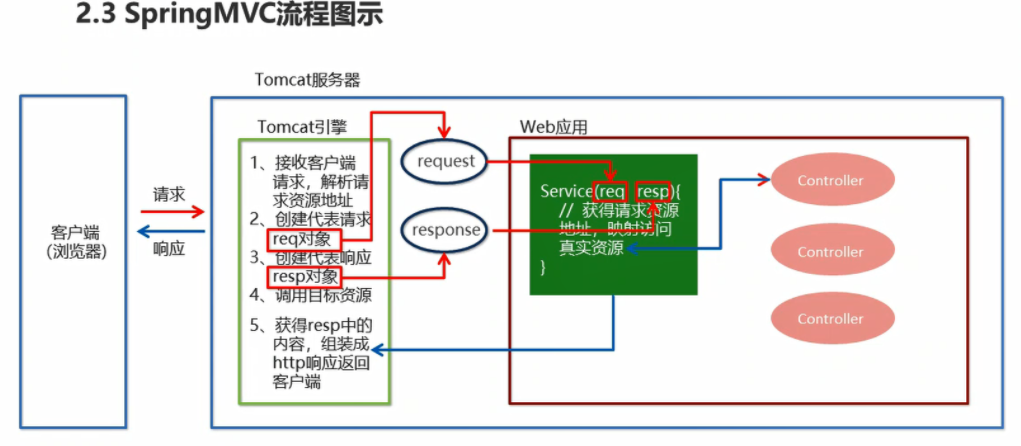 2.3 SpringMVC流程图示
Tomcat服务器
Tomcat引擎
Web应用
客户端
(浏览器)
请求
响应
1、接收客户端
请求，解析请
求资源地址
2、创建代表请求
req对象
3、创建代表响应
resp对象
4、调用目标资源
5、获得resp中的
内容，组装成
http响应返回
客户端
request
response
Service(req resp){
// 获得请求资源
地址，映射访问
真实资源
}
Controller
Controller
Controller